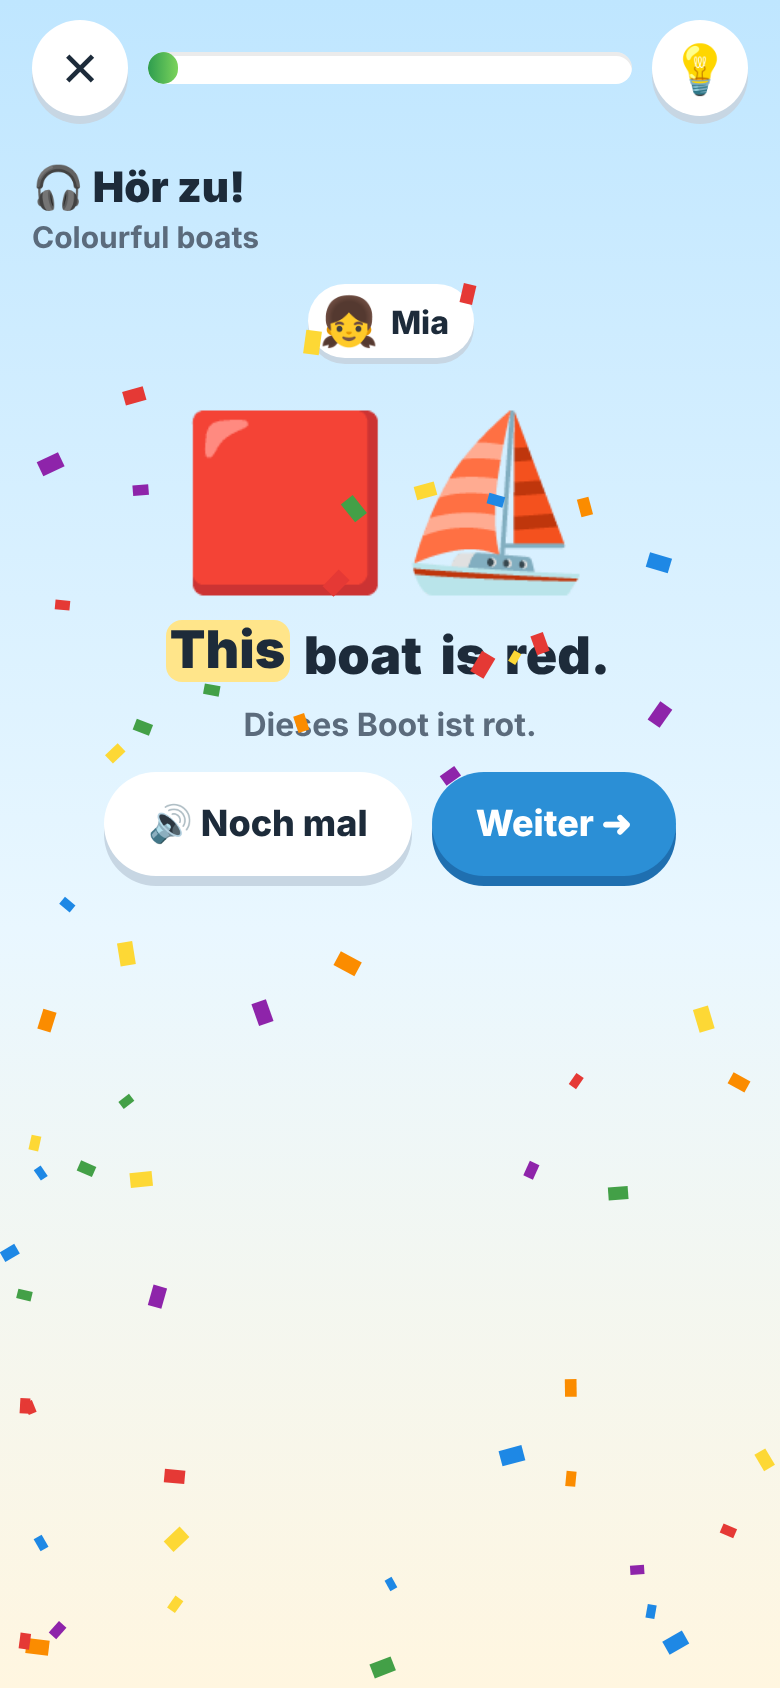 Hör zu!
Colourful boats
Mia
This boat is red.
Dieses Boot ist rot.
Noch mal
Weiter →